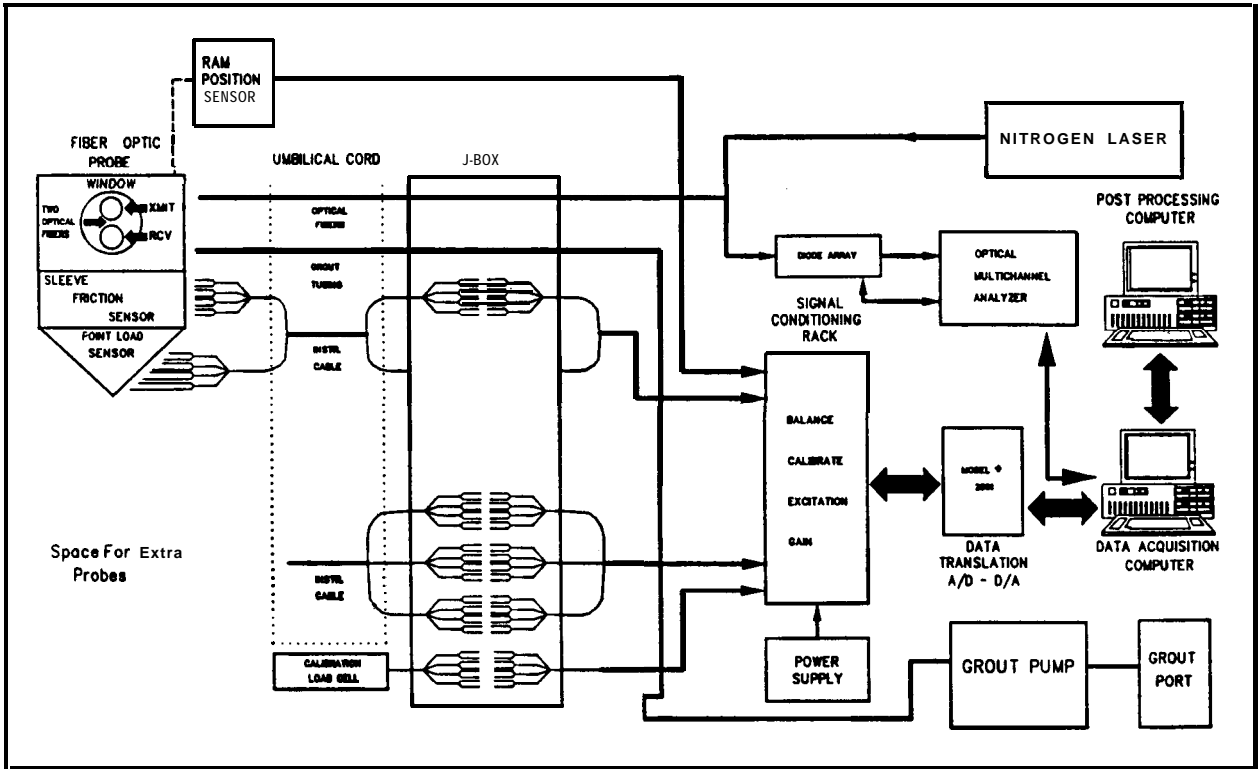 RAM
POSITION
SENSOR
FIBER OPTIC
PROBE
WINDOW
TWO
OPTICAL
FIBERS
XMIT
RCV
SLEEVE
FRICTION
SENSOR
POINT LOAD
SENSOR
UMBILICAL CORD
J-BOX
OPTICAL
FIBERS
GROUT
TUBING
INSTR.
CABLE
Space For Extra
Probes
INSTR.
CABLE
CALIBRATION
LOAD CELL
NITROGEN LASER
DIODE ARRAY
OPTICAL
MULTICHANNEL
ANALYZER
POST PROCESSING
COMPUTER
SIGNAL
CONDITIONING
RACK
BALANCE
CALIBRATE
EXCITATION
GAIN
MODEL
DATA
TRANSLATION
A/D - D/A
DATA ACQUISITION
COMPUTER
POWER
SUPPLY
GROUT PUMP
GROUT
PORT